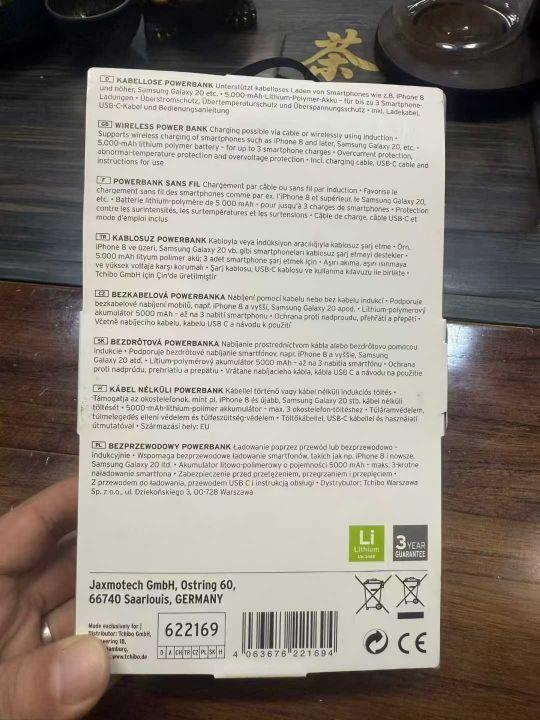 茶
D KABELLOSE POWERBANK Unterstützt kabelloses Laden von Smartphones wie z.B. iPhone 8
und höher, Samsung Galaxy 20 etc. • 5.000-mAh-Lithium-Polymer-Akku – für bis zu 3 Smartphone-
Ladungen • Überstromschutz, Übertemperaturschutz und Überspannungsschutz • Inkl. Ladekabel,
USB-C-Kabel und Bedienungsanleitung
GB WIRELESS POWER BANK Charging possible via cable or wirelessly using induction •
Supports wireless charging of smartphones such as iPhone 8 and later, Samsung Galaxy 20, etc. •
5,000-mAh lithium polymer battery – for up to 3 smartphone charges • Overcurrent protection,
abnormal-temperature protection and overvoltage protection • Incl. charging cable, USB-C cable and
instructions for use
F POWERBANK SANS FIL Chargement par câble ou sans fil par induction • Favorise le
chargement sans fil des smartphones comme par ex. l'iPhone 8 et supérieur, le Samsung Galaxy 20,
etc. • Batterie lithium-polymère de 5 000 mAh - pour jusqu'à 3 charges de smartphones • Protection
contre les surintensités, les surtempératures et les surtensions • Câble de charge, câble USB-C et
mode d'emploi inclus
TR KABLOSUZ POWERBANK Kabloyla veya indüksiyon aracılığıyla kablosuz şarj etme • Örn.
iPhone 8 ve üzeri, Samsung Galaxy 20 vb. gibi smartphoneları kablosuz şarj etmeyi destekler •
5.000 mAh lityum polimer akü; 3 adet smartphone şarj etmek için • Aşırı akıma, aşırı ısınmaya
ve yüksek voltaja karşı korumalı • Şarj kablosu, USB-C kablosu ve kullanma kılavuzu ile birlikte •
Tchibo GmbH için Çin'de üretilmiştir
CZ BEZKABELOVÁ POWERBANKA Nabíjení pomocí kabelu nebo bez kabelu indukcí • Podporuje
bezkabelové nabíjení mobilů, např. iPhone 8 a vyšší, Samsung Galaxy 20 apod. • Lithium-polymerový
akumulátor 5000 mAh – až na 3 nabití smartphonu • Ochrana proti nadproudu, přehřátí a přepětí •
Včetně nabíjecího kabelu, kabelu USB C a návodu k použití
SK BEZDRÔTOVÁ POWERBANKA Nabíjanie prostredníctvom kábla alebo bezdrôtovo pomocou
indukcie • Podporuje bezdrôtové nabíjanie smartfónov, napr. iPhone 8 a vyššie, Samsung
Galaxy 20 atď. • Lítium-polymérový akumulátor 5000 mAh – až na 3 nabitia smartfónu • Ochrana
proti nadprúdu, prehriatiu a prepätiu • Vrátane nabíjacieho kábla, kábla USB-C a návodu na použitie
H KÁBEL NÉLKÜLI POWERBANK Kábellel történő vagy kábel nélküli indukciós töltés •
Támogatja az okostelefonok, mint pl. iPhone 8 és újabb, Samsung Galaxy 20 stb. kábel nélküli
töltését • 5000-mAh-lítium-polimer akkumulátor – max. 3 okostelefon-töltéshez • Túláramvédelem,
túlmelegedés elleni védelem és túlfeszültség-védelem • Töltőkábellel, USB-C kábellel és használati
útmutatóval • Származási hely: EU
PL BEZPRZEWODOWY POWERBANK Ładowanie poprzez przewód lub bezprzewodowo -
indukcyjnie • Wspomaga bezprzewodowe ładowanie smartfonów, takich jak np. iPhone 8 i nowsze,
Samsung Galaxy 20 itd. • Akumulator litowo-polimerowy o pojemności 5000 mAh – maks. 3-krotne
naładowanie smartfona • Zabezpieczenie przed przetężeniem, przegrzaniem i przepięciem •
Z przewodem do ładowania, przewodem USB C i instrukcją obsługi • Dystrybutor: Tchibo Warszawa
Sp. z o.o., ul. Dziekońskiego 3, 00-728 Warszawa
Li
Lithium
3 YEAR
GUARANTEE
Jaxmotech GmbH, Ostring 60,
66740 Saarlouis, GERMANY
Made exclusively for
Distributor: Tchibo GmbH,
18,
www.tchibo.de
622169
D A CH TR CZ PL SK H
4 063676 221694
CE